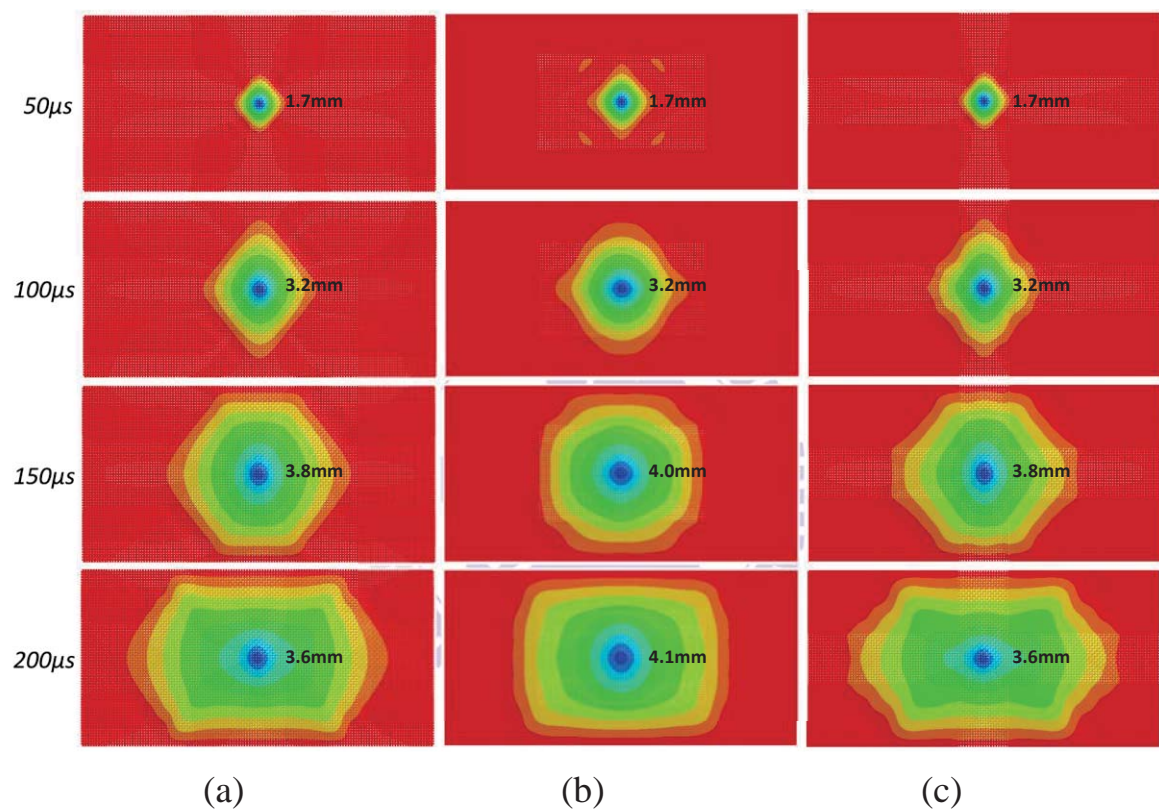 50µs 1.7mm 1.7mm 1.7mm
100µs 3.2mm 3.2mm 3.2mm
150µs 3.8mm 4.0mm 3.8mm
200µs 3.6mm 4.1mm 3.6mm
(a) (b) (c)